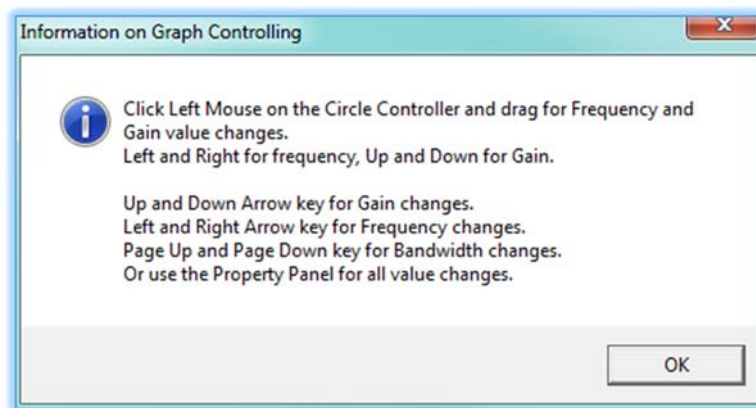 Information on Graph Controlling
Click Left Mouse on the Circle Controller and drag for Frequency and
Gain value changes.
Left and Right for frequency, Up and Down for Gain.
Up and Down Arrow key for Gain changes.
Left and Right Arrow key for Frequency changes.
Page Up and Page Down key for Bandwidth changes.
Or use the Property Panel for all value changes.
OK